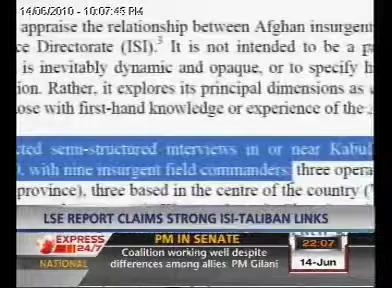 14/06/2010 - 10:07:45 PM
appraise the relationship between Afghan insurgent
ce Directorate (ISI).³ It is not intended to be a
is inevitably dynamic and opaque, or to specify
ion. Rather, it explores its principal dimensions as
ose with first-hand knowledge or experience of the
cted semi-structured interviews in or near Kabul
), with nine insurgent field commanders: three opera
province), three based in the centre of the country (
LSE REPORT CLAIMS STRONG ISI-TALIBAN LINKS
EXPRESS 24/7
NATIONAL
PM IN SENATE
Coalition working well despite
differences among allies PM Gilani
22:07
14-Jun